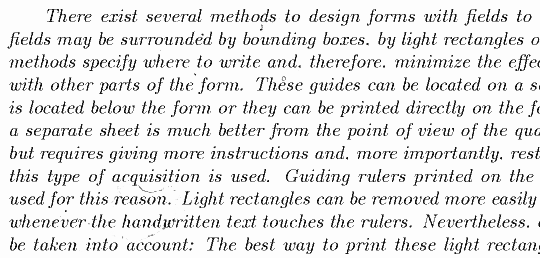 There exist several methods to design forms with fields to
fields may be surrounded by bounding boxes, by light rectangles o
methods specify where to write and, therefore, minimize the effec
with other parts of the form. These guides can be located on a s
is located below the form or they can be printed directly on the fo
a separate sheet is much better from the point of view of the qua
but requires giving more instructions and, more importantly, rest
this type of acquisition is used. Guiding rulers printed on the
used for this reason. Light rectangles can be removed more easily
whenever the handwritten text touches the rulers. Nevertheless,
be taken into account: The best way to print these light rectang